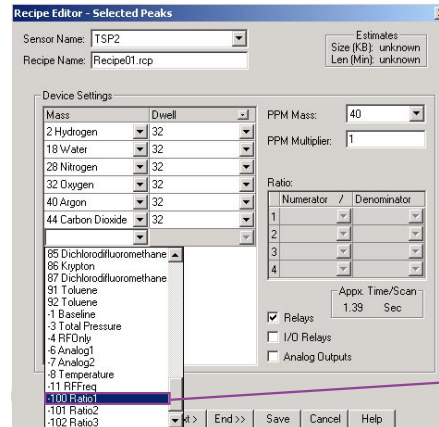 Recipe Editor - Selected Peaks
Sensor Name: TSP2
Recipe Name: Recipe01.rcp
Estimates
Size (KB): unknown
Len (Min): unknown
Device Settings
Mass Dwell
2 Hydrogen 32
18 Water 32
28 Nitrogen 32
32 Oxygen 32
40 Argon 32
44 Carbon Dioxide 32
85 Dichlorodifluoromethane
86 Krypton
87 Dichlorodifluoromethane
91 Toluene
92 Toluene
-1 Baseline
-3 Total Pressure
-4 RFOnly
-6 Analog1
-7 Analog2
-8 Temperature
-11 RFFreq
-100 Ratio1
-101 Ratio2
-102 Ratio3
PPM Mass: 40
PPM Multiplier: 1
Ratio:
Numerator / Denominator
1
2
3
4
Appx. Time/Scan
1.39 Sec
Relays
I/O Relays
Analog Outputs
End >> Save Cancel Help